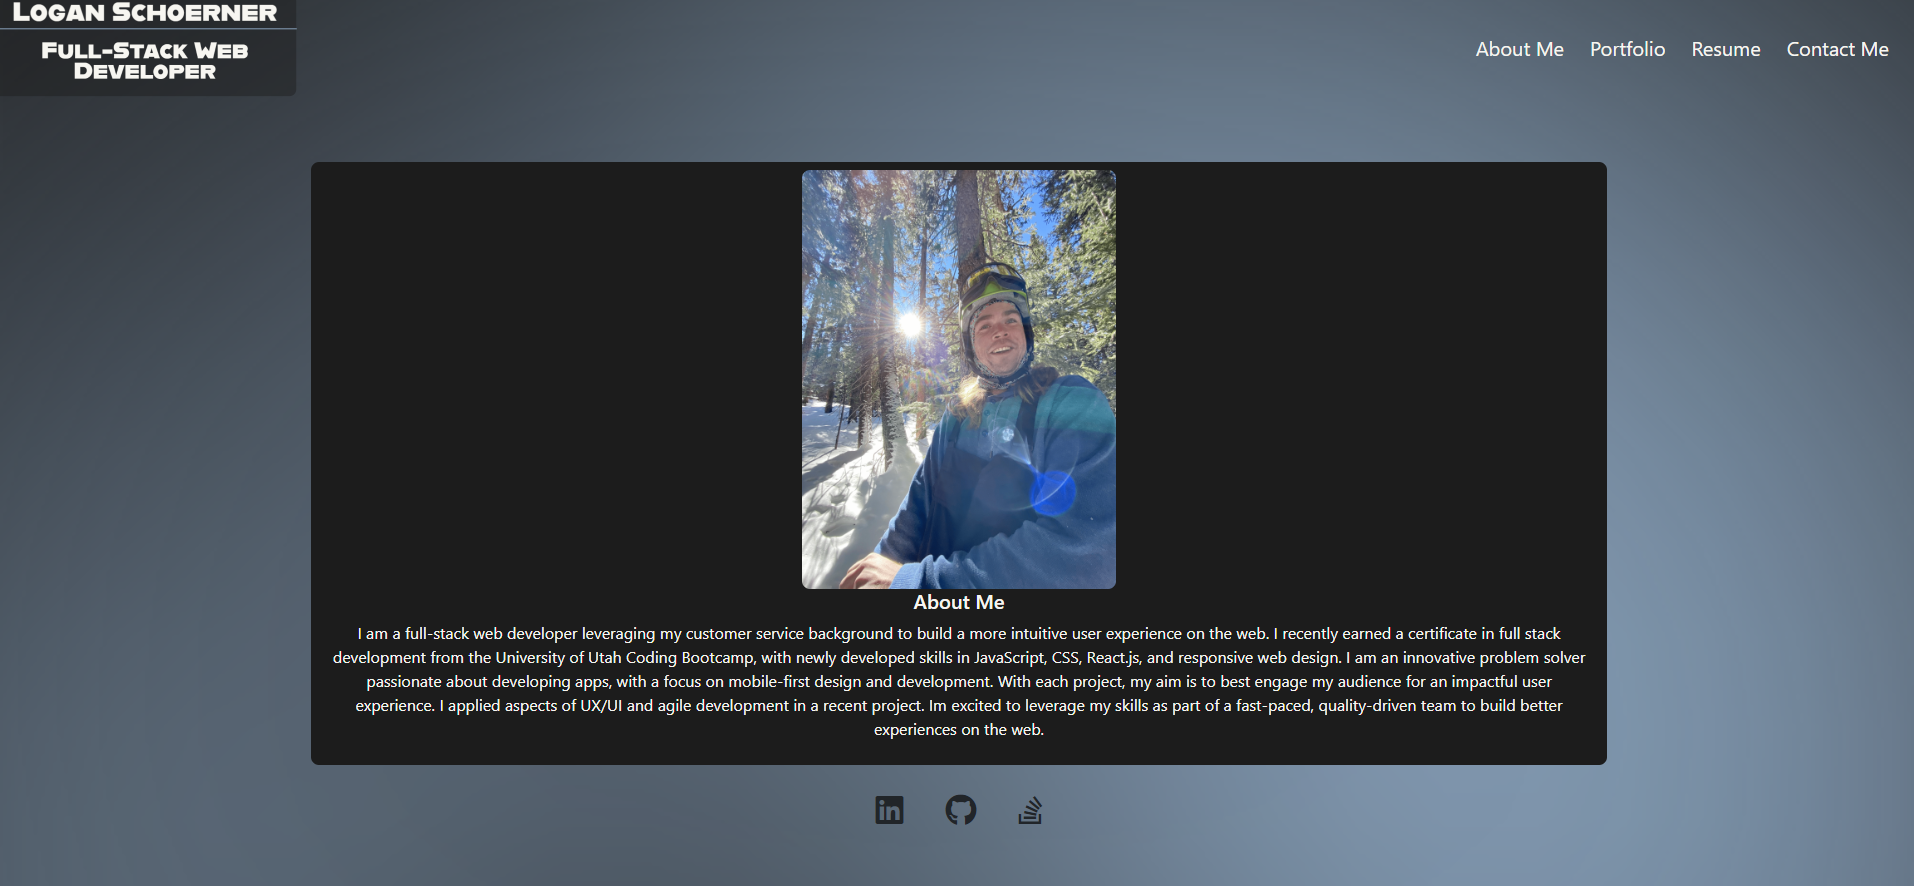 Logan Schoerner
Full-Stack Web
Developer
About Me Portfolio Resume Contact Me
About Me
I am a full-stack web developer leveraging my customer service background to build a more intuitive user experience on the web. I recently earned a certificate in full stack
development from the University of Utah Coding Bootcamp, with newly developed skills in JavaScript, CSS, React.js, and responsive web design. I am an innovative problem solver
passionate about developing apps, with a focus on mobile-first design and development. With each project, my aim is to best engage my audience for an impactful user
experience. I applied aspects of UX/UI and agile development in a recent project. Im excited to leverage my skills as part of a fast-paced, quality-driven team to build better
experiences on the web.
in